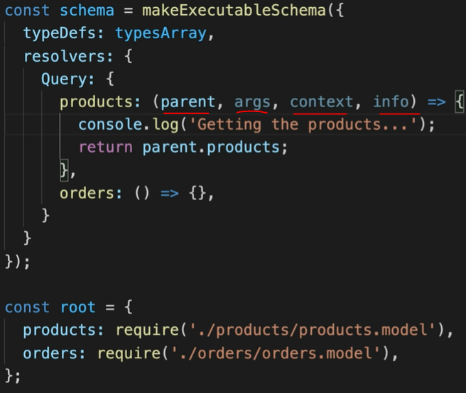 const schema = makeExecutableSchema({
  typeDefs: typesArray,
  resolvers: {
    Query: {
      products: (parent, args, context, info) => {
        console.log('Getting the products...');
        return parent.products;
      },
      orders: () => {},
    }
  }
});

const root = {
  products: require('./products/products.model'),
  orders: require('./orders/orders.model'),
};